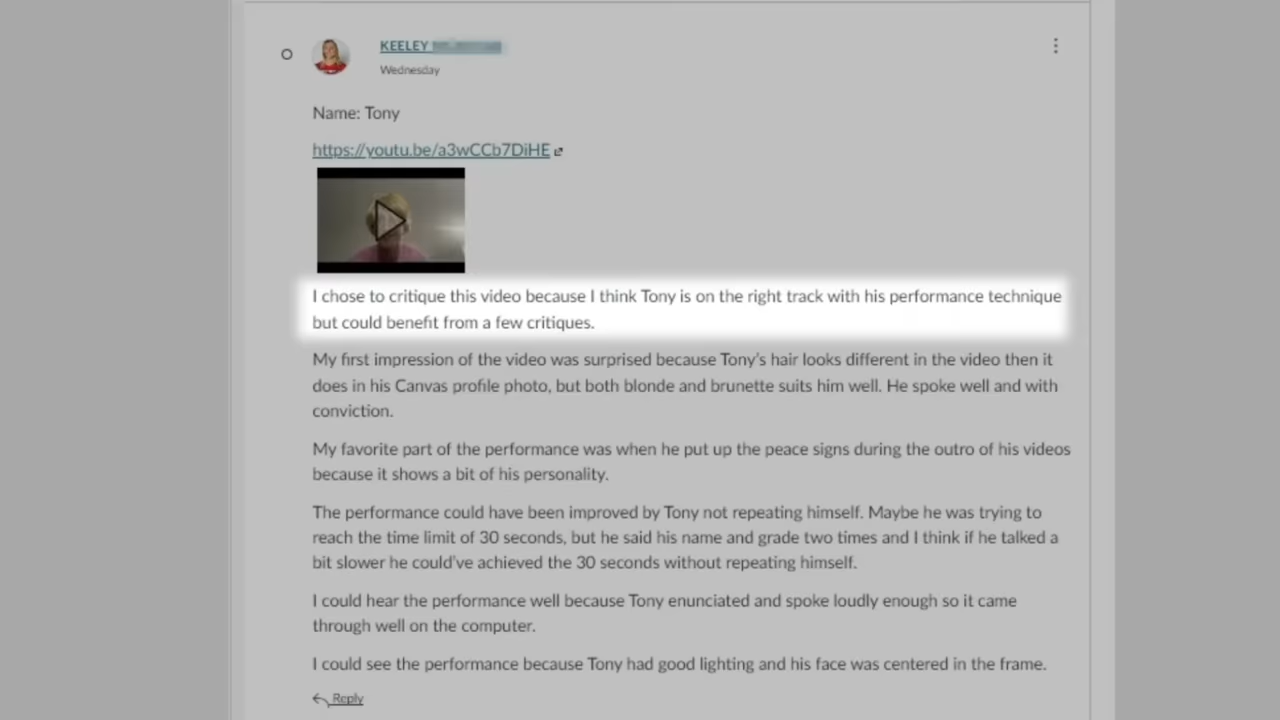 KEELEY
Wednesday
Name: Tony
https://youtu.be/a3wCCb7DiHE
I chose to critique this video because I think Tony is on the right track with his performance technique
but could benefit from a few critiques.
My first impression of the video was surprised because Tony's hair looks different in the video then it
does in his Canvas profile photo, but both blonde and brunette suits him well. He spoke well and with
conviction.
My favorite part of the performance was when he put up the peace signs during the outro of his videos
because it shows a bit of his personality.
The performance could have been improved by Tony not repeating himself. Maybe he was trying to
reach the time limit of 30 seconds, but he said his name and grade two times and I think if he talked a
bit slower he could've achieved the 30 seconds without repeating himself.
I could hear the performance well because Tony enunciated and spoke loudly enough so it came
through well on the computer.
I could see the performance because Tony had good lighting and his face was centered in the frame.
Reply